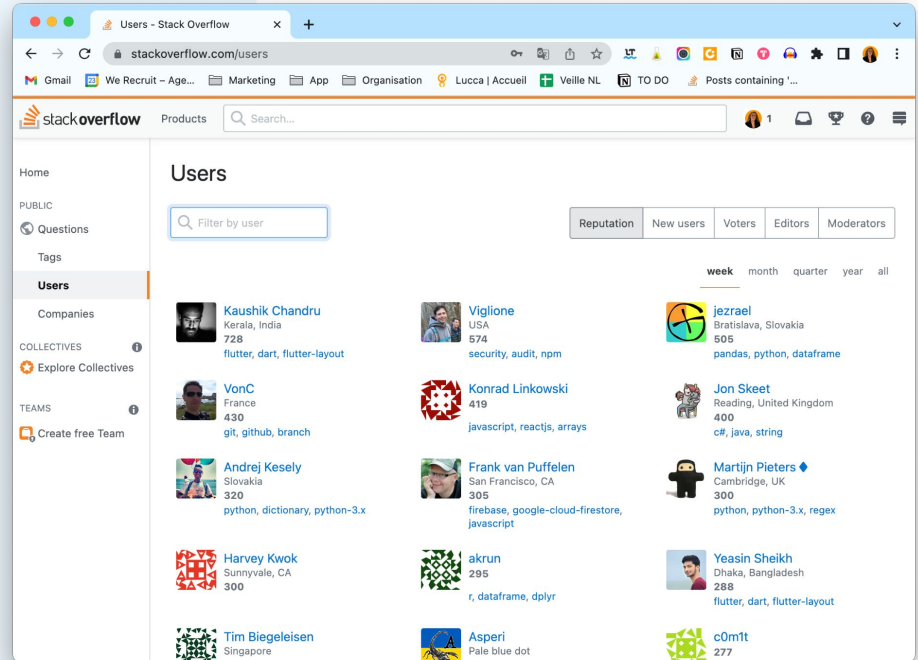 Users - Stack Overflow
stackoverflow.com/users
Gmail
23 We Recruit – Age...
Marketing
App
Organisation
Lucca | Accueil
Veille NL
TO DO
Posts containing '...
stackoverflow
Products
Search...
1
Home
PUBLIC
Questions
Tags
Users
Companies
COLLECTIVES
Explore Collectives
TEAMS
Create free Team
Users
Filter by user
Reputation New users Voters Editors Moderators
week month quarter year all
Kaushik Chandru
Kerala, India
728
flutter, dart, flutter-layout
Viglione
USA
574
security, audit, npm
jezrael
Bratislava, Slovakia
505
pandas, python, dataframe
VonC
France
430
git, github, branch
Konrad Linkowski
419
javascript, reactjs, arrays
Jon Skeet
Reading, United Kingdom
400
c#, java, string
Andrej Kesely
Slovakia
320
python, dictionary, python-3.x
Frank van Puffelen
San Francisco, CA
305
firebase, google-cloud-firestore,
javascript
Martijn Pieters ♦
Cambridge, UK
300
python, python-3.x, regex
Harvey Kwok
Sunnyvale, CA
300
akrun
295
r, dataframe, dplyr
Yeasin Sheikh
Dhaka, Bangladesh
288
flutter, dart, flutter-layout
Tim Biegeleisen
Singapore
Asperi
Pale blue dot
c0m1t
277